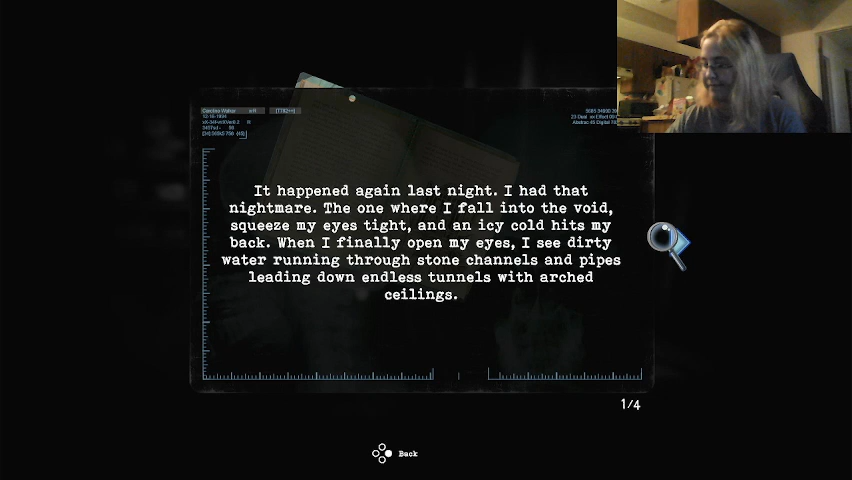 Caroline Walker
It happened again last night. I had that
nightmare. The one where I fall into the void,
squeeze my eyes tight, and an icy cold hits my
back. When I finally open my eyes, I see dirty
water running through stone channels and pipes
leading down endless tunnels with arched
ceilings.
1/4
Back